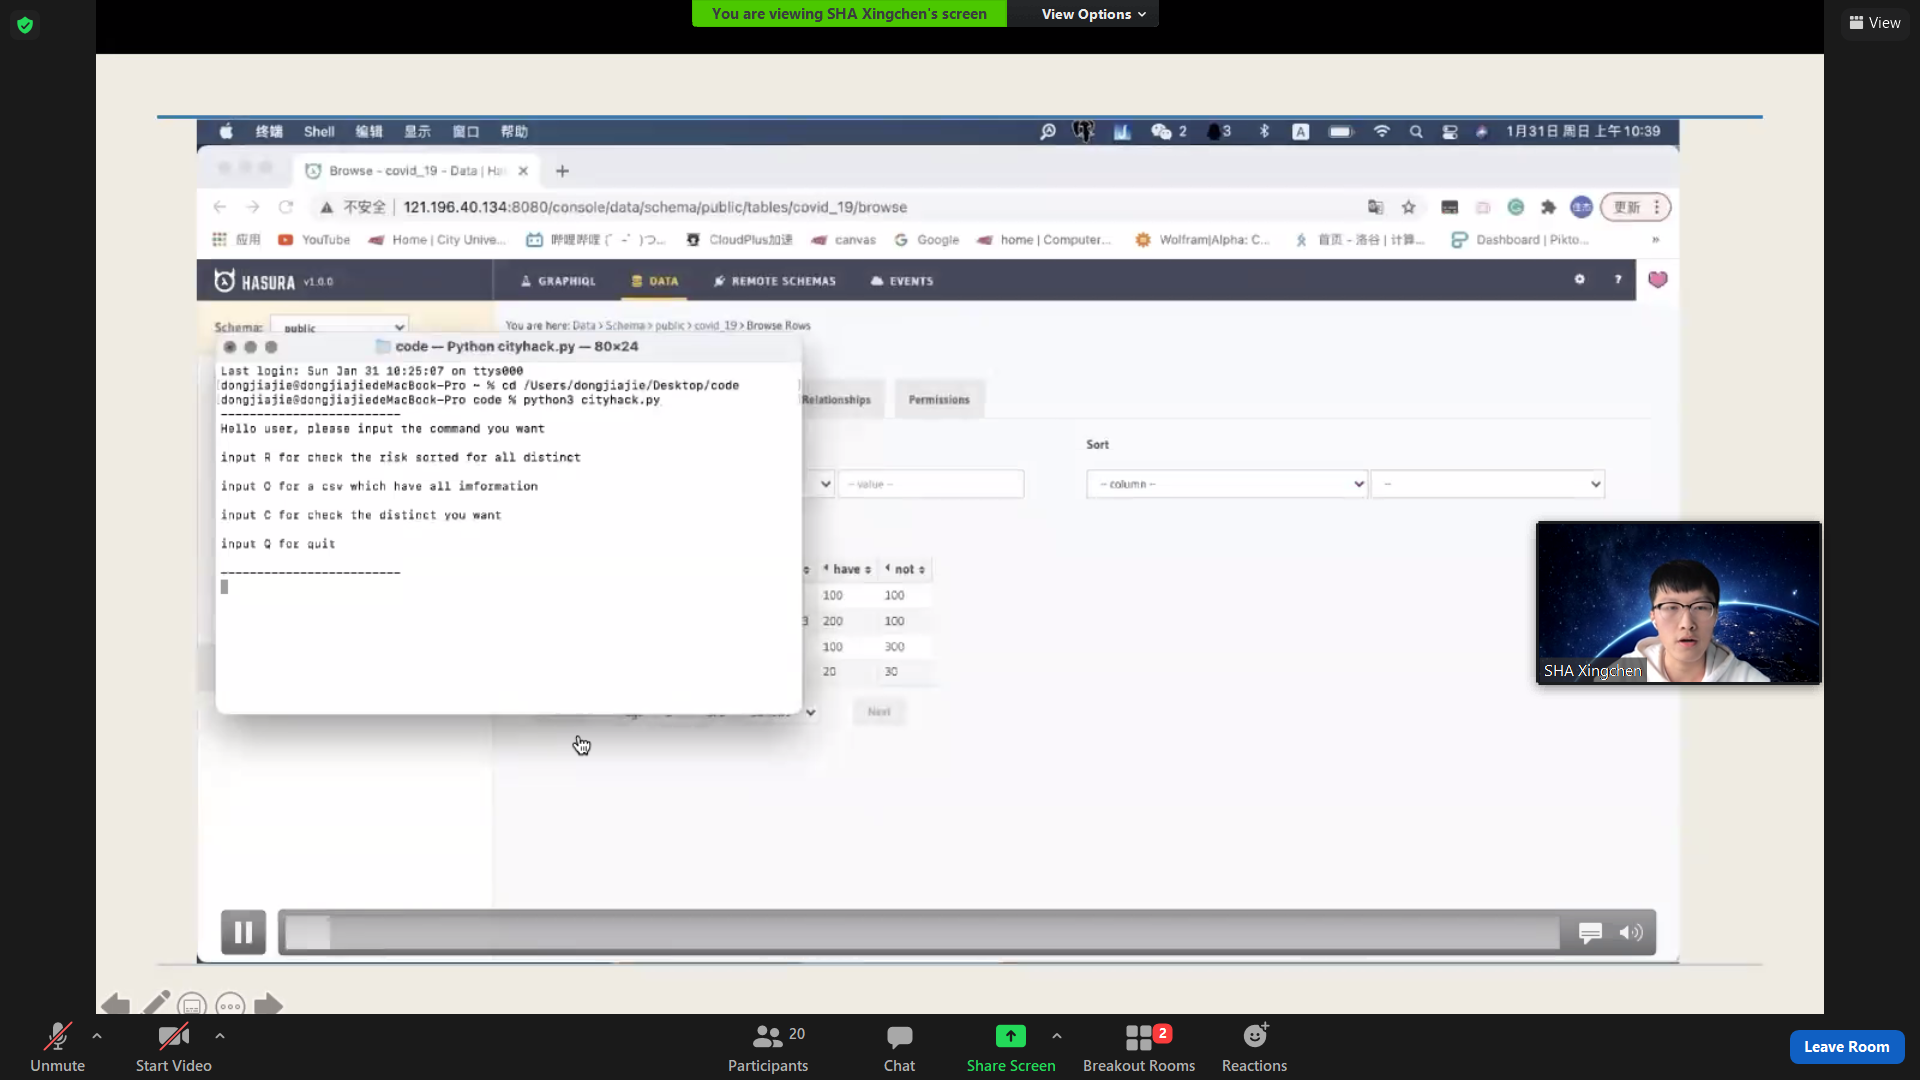 You are viewing SHA Xingchen's screen
View Options
View
终端 Shell 编辑 显示 窗口 帮助
2 3 A 1月31日 周日 上午10:39
Browse - covid_19 - Data | Ha
不安全 | 121.196.40.134:8080/console/data/schema/public/tables/covid_19/browse
更新
应用 YouTube Home | City Unive... CloudPlus加速 canvas Google home | Computer... Wolfram|Alpha: C... 首页 - 洛谷 | 计算... Dashboard | Pikto... »
HASURA v1.0.0 GRAPHIQL DATA REMOTE SCHEMAS EVENTS ?
Schema: public
You are here: Data > Schema > public > covid_19 > Browse Rows
code — Python cityhack.py — 80×24
Last login: Sun Jan 31 10:25:07 on ttys000
dongjiajie@dongjiajiedeMacBook-Pro ~ % cd /Users/dongjiajie/Desktop/code
dongjiajie@dongjiajiedeMacBook-Pro code % python3 cityhack.py
-------------------------
Hello user, please input the command you want
input R for check the risk sorted for all distinct
input O for a csv which have all imformation
input C for check the distinct you want
input Q for quit
-------------------------
Relationships Permissions
Sort
-- value --
-- column --
--
have not
100 100
3 200 100
100 300
20 30
Next
SHA Xingchen
Unmute
Start Video
20
Participants
Chat
Share Screen
2
Breakout Rooms
Reactions
Leave Room